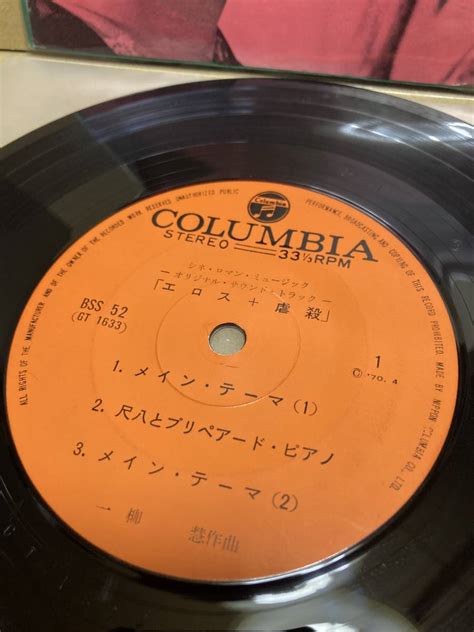 Columbia
COLUMBIA
STEREO 33⅓RPM
シネ・ロマン・ミュージック
—オリジナル・サウンド・トラック—
「エロス+虐殺」
BSS 52
(GT 1633)
1
Ⓟ'70.4
1. メイン・テーマ(1)
2. 尺八とプリペアード・ピアノ
3. メイン・テーマ(2)
一柳 慧作曲
ALL RIGHTS OF THE MANUFACTURER AND OF THE OWNER OF THE RECORDED WORK RESERVED UNAUTHORIZED PUBLIC
PERFORMANCE, BROADCASTING AND COPYING OF THIS RECORD PROHIBITED. MADE BY NIPPON COLUMBIA CO., LTD.